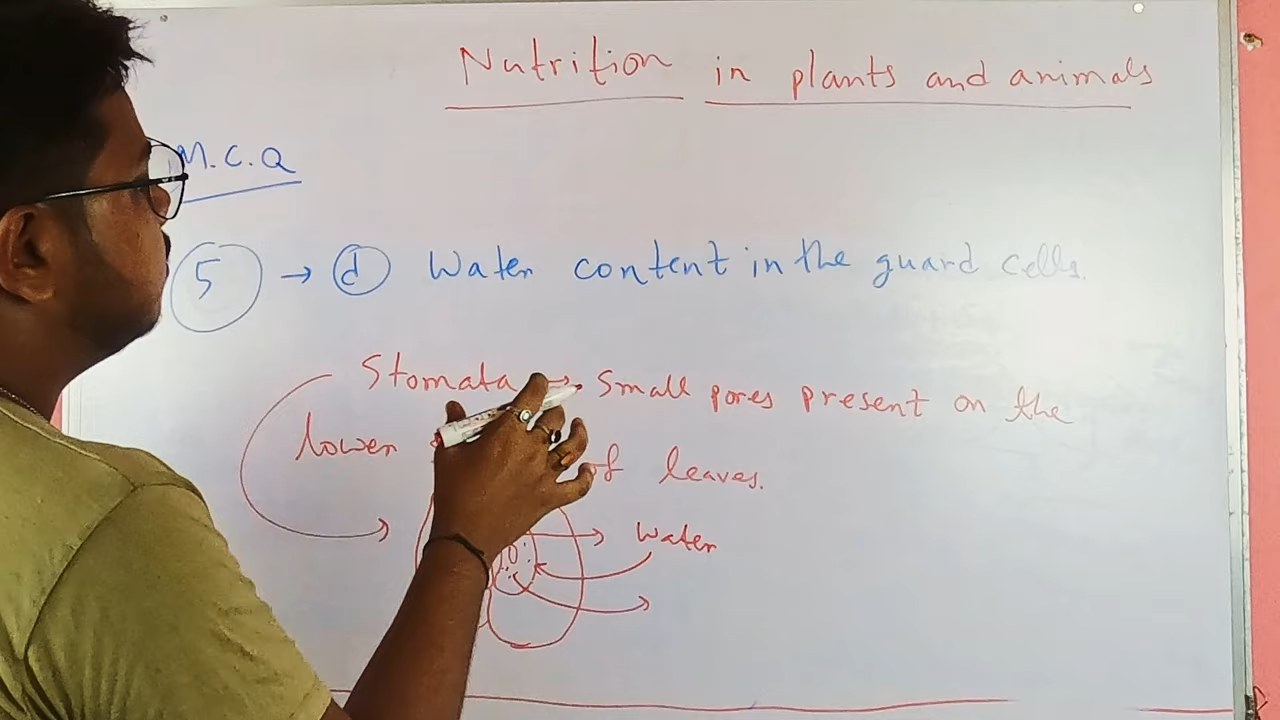 Nutrition in plants and animals
M.C.Q
5 → d Water content in the guard cells.
Stomata → Small pores present on the
lower of leaves.
Water